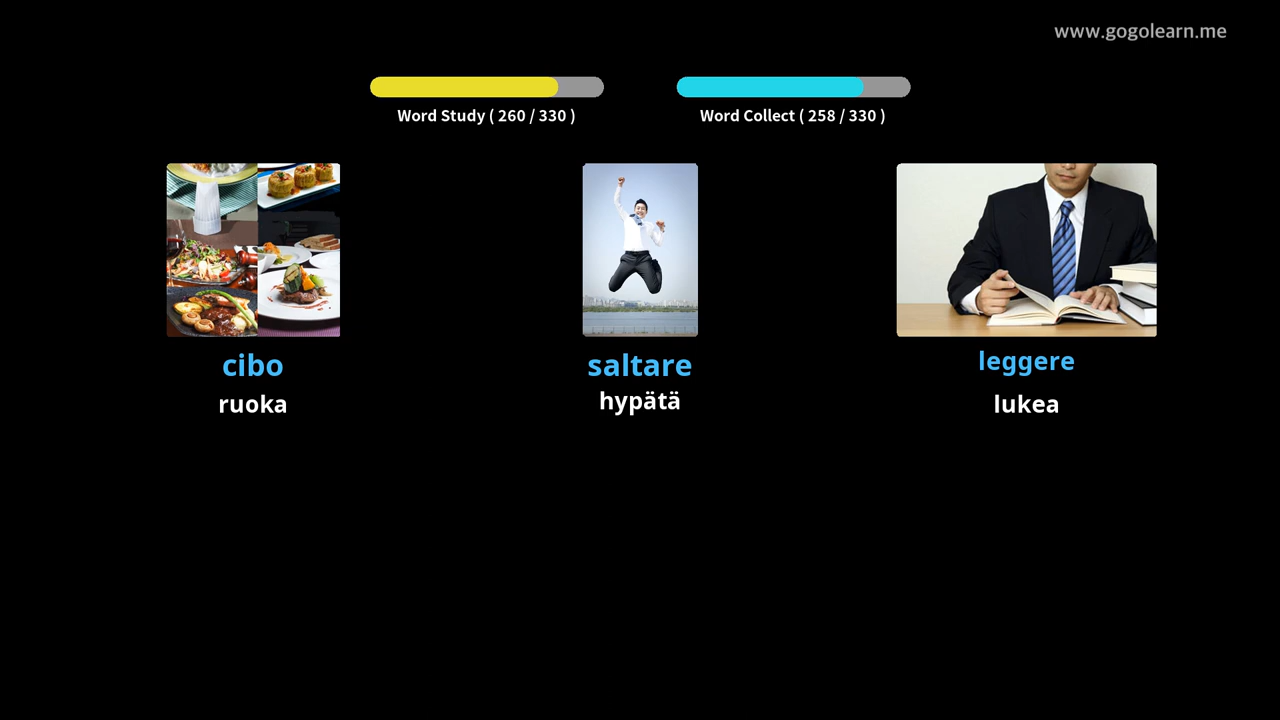 www.gogolearn.me
Word Study ( 260 / 330 )
Word Collect ( 258 / 330 )
cibo
saltare
leggere
ruoka
hypätä
lukea